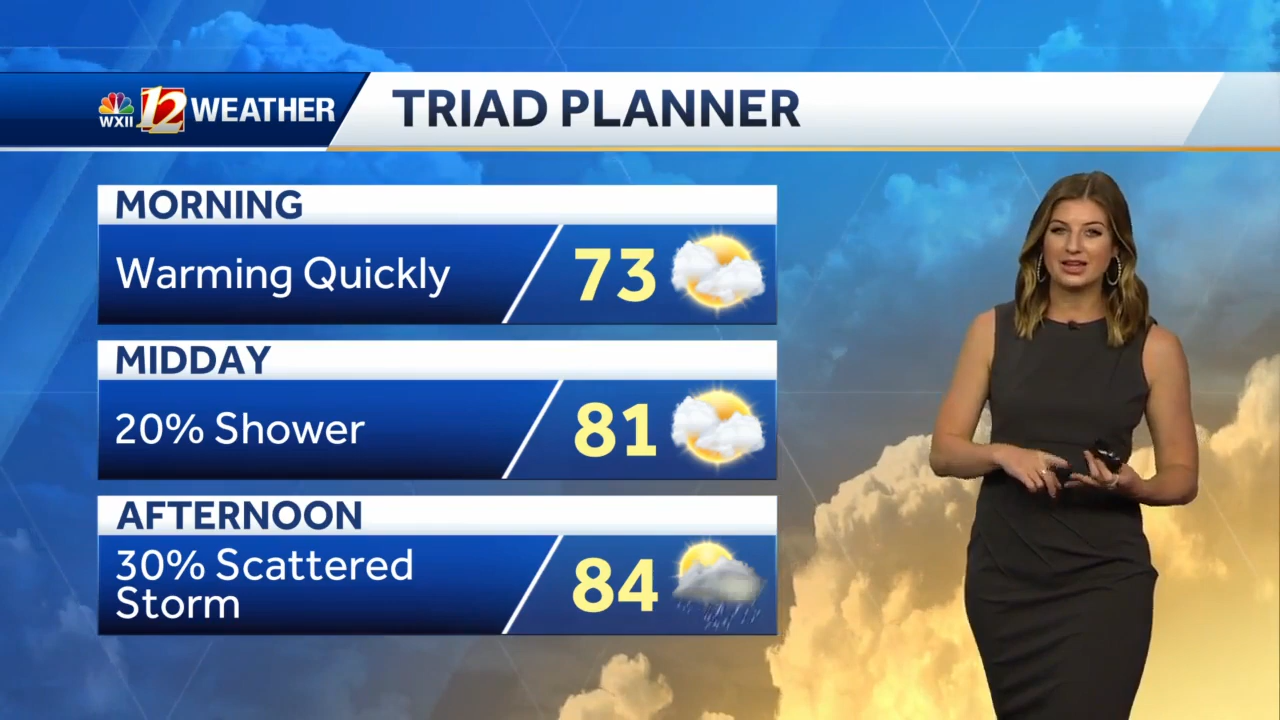 WXII 12 WEATHER
TRIAD PLANNER
MORNING
Warming Quickly 73
MIDDAY
20% Shower 81
AFTERNOON
30% Scattered
Storm
84